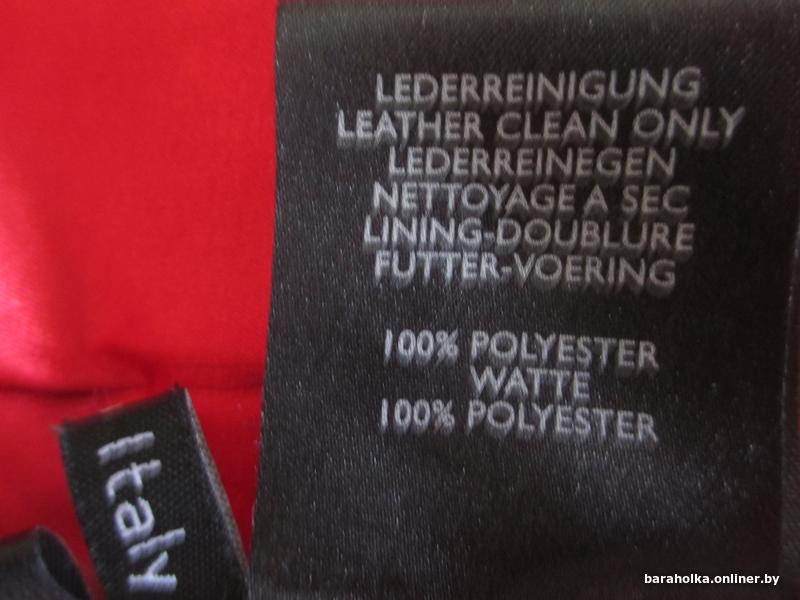 LEDERREINIGUNG
LEATHER CLEAN ONLY
LEDERREINEGEN
NETTOYAGE A SEC
LINING-DOUBLURE
FUTTER-VOERING
100% POLYESTER
WATTE
100% POLYESTER
Italy
baraholka.onliner.by